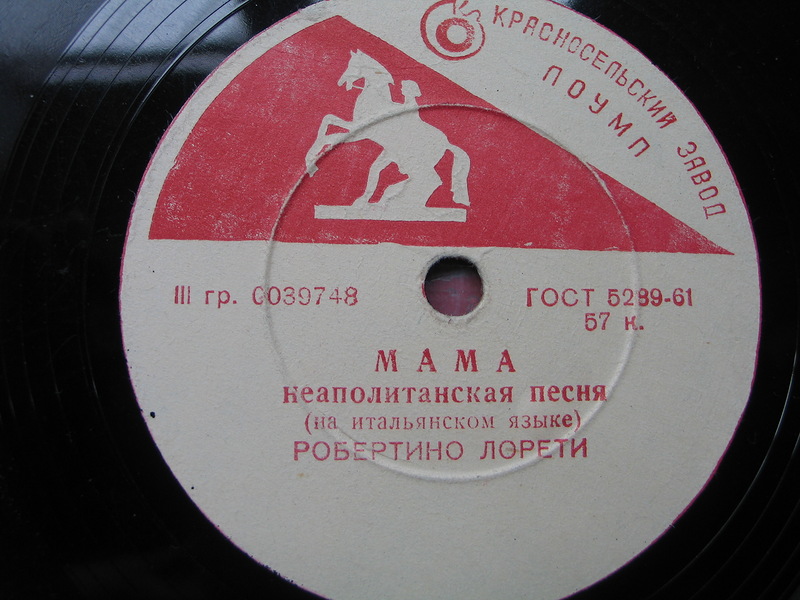 КРАСНОСЕЛЬСКИЙ ЗАВОД
ПОУМП
III гр. 0039748
ГОСТ 5289-61
57 к.
МАМА
неаполитанская песня
(на итальянском языке)
РОБЕРТИНО ЛОРЕТИ